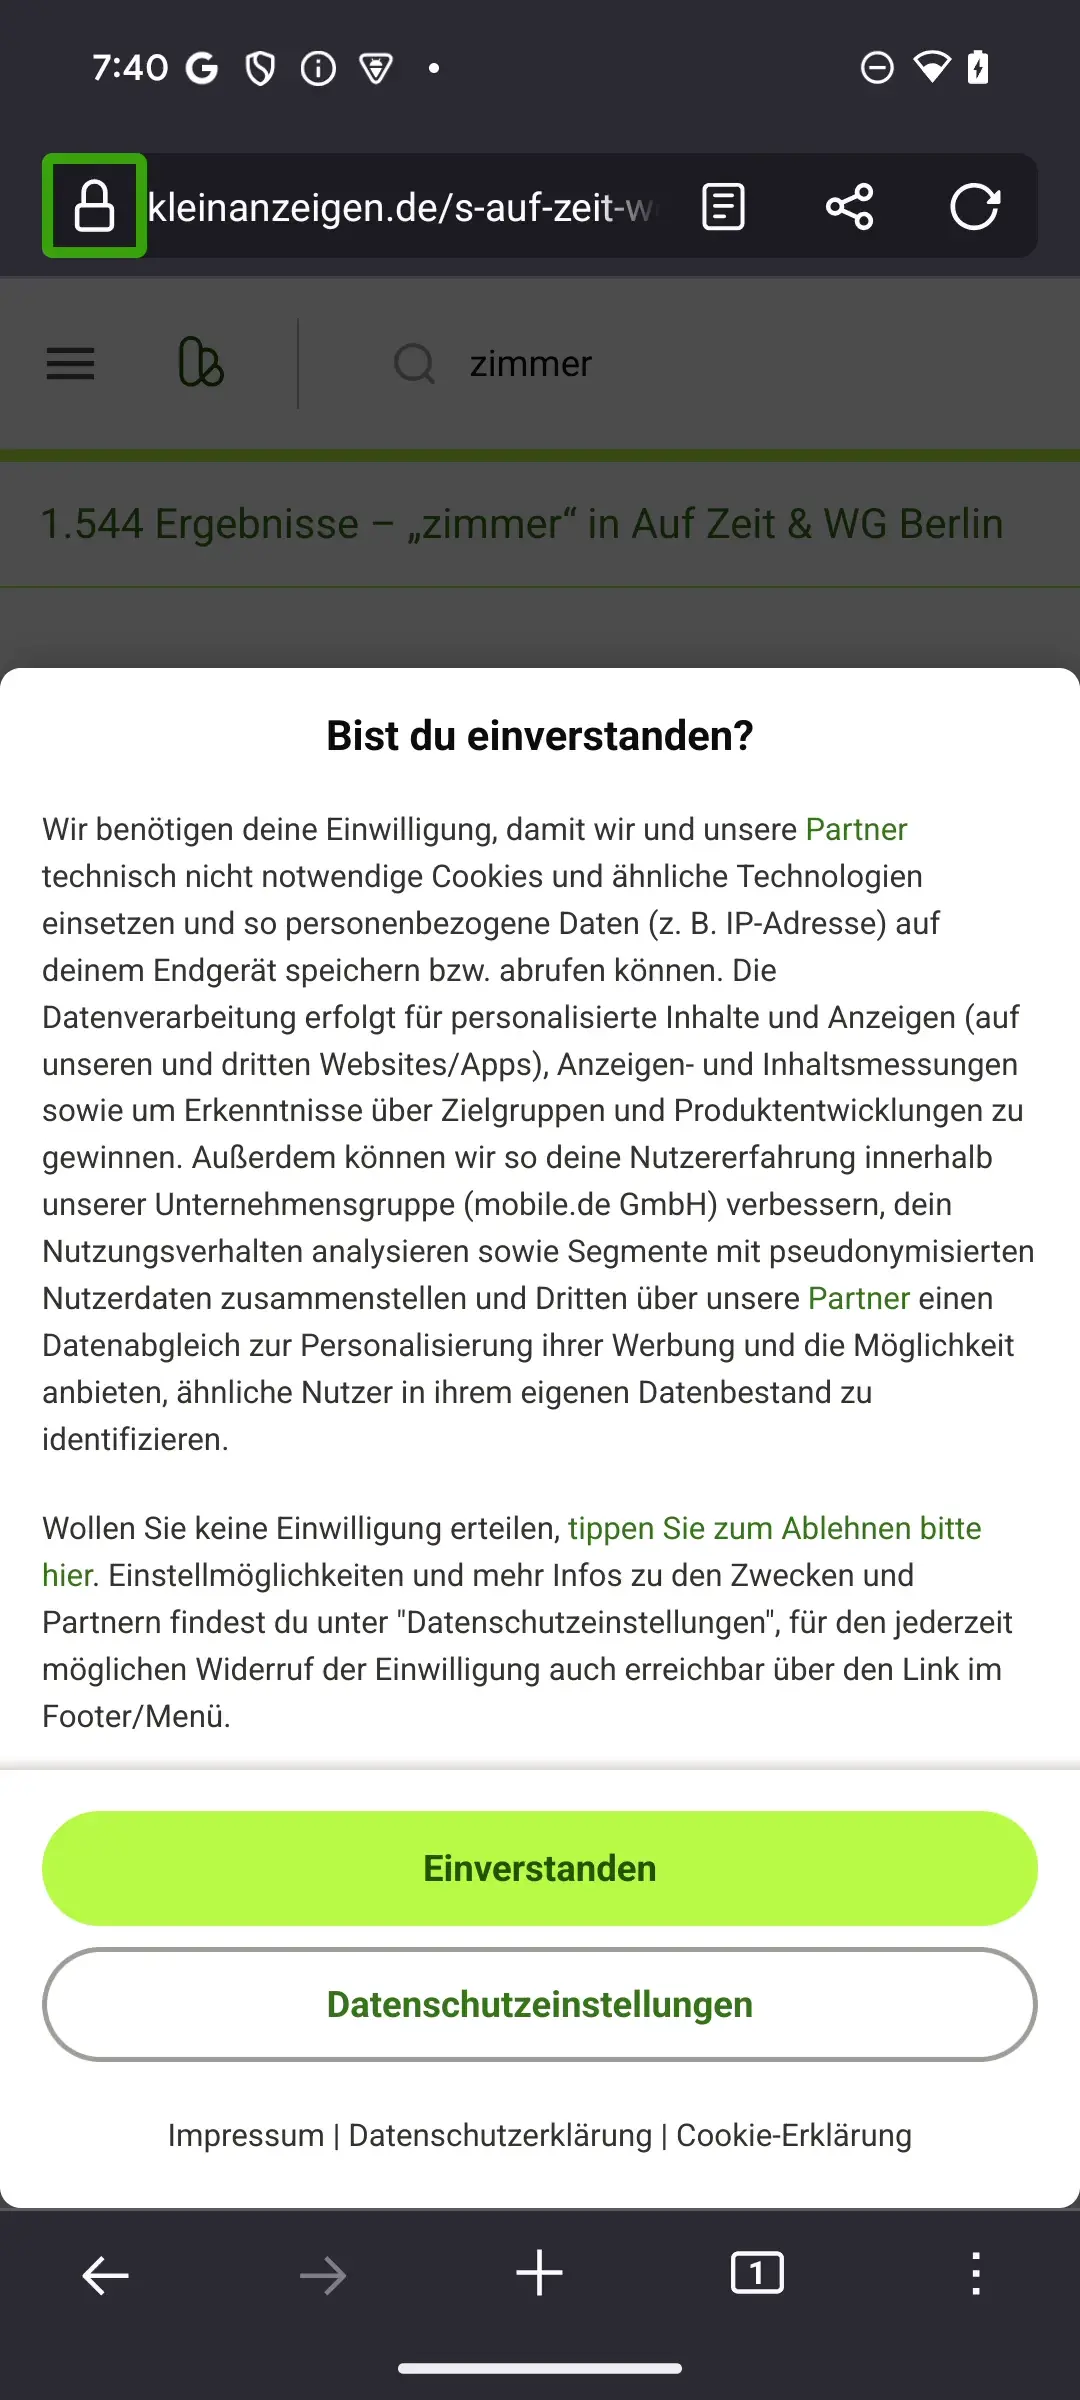 7:40
kleinanzeigen.de/s-auf-zeit-w
zimmer
1.544 Ergebnisse – „zimmer“ in Auf Zeit & WG Berlin
Bist du einverstanden?
Wir benötigen deine Einwilligung, damit wir und unsere Partner
technisch nicht notwendige Cookies und ähnliche Technologien
einsetzen und so personenbezogene Daten (z. B. IP-Adresse) auf
deinem Endgerät speichern bzw. abrufen können. Die
Datenverarbeitung erfolgt für personalisierte Inhalte und Anzeigen (auf
unseren und dritten Websites/Apps), Anzeigen- und Inhaltsmessungen
sowie um Erkenntnisse über Zielgruppen und Produktentwicklungen zu
gewinnen. Außerdem können wir so deine Nutzererfahrung innerhalb
unserer Unternehmensgruppe (mobile.de GmbH) verbessern, dein
Nutzungsverhalten analysieren sowie Segmente mit pseudonymisierten
Nutzerdaten zusammenstellen und Dritten über unsere Partner einen
Datenabgleich zur Personalisierung ihrer Werbung und die Möglichkeit
anbieten, ähnliche Nutzer in ihrem eigenen Datenbestand zu
identifizieren.
Wollen Sie keine Einwilligung erteilen, tippen Sie zum Ablehnen bitte
hier. Einstellmöglichkeiten und mehr Infos zu den Zwecken und
Partnern findest du unter "Datenschutzeinstellungen", für den jederzeit
möglichen Widerruf der Einwilligung auch erreichbar über den Link im
Footer/Menü.
Einverstanden
Datenschutzeinstellungen
Impressum | Datenschutzerklärung | Cookie-Erklärung
1